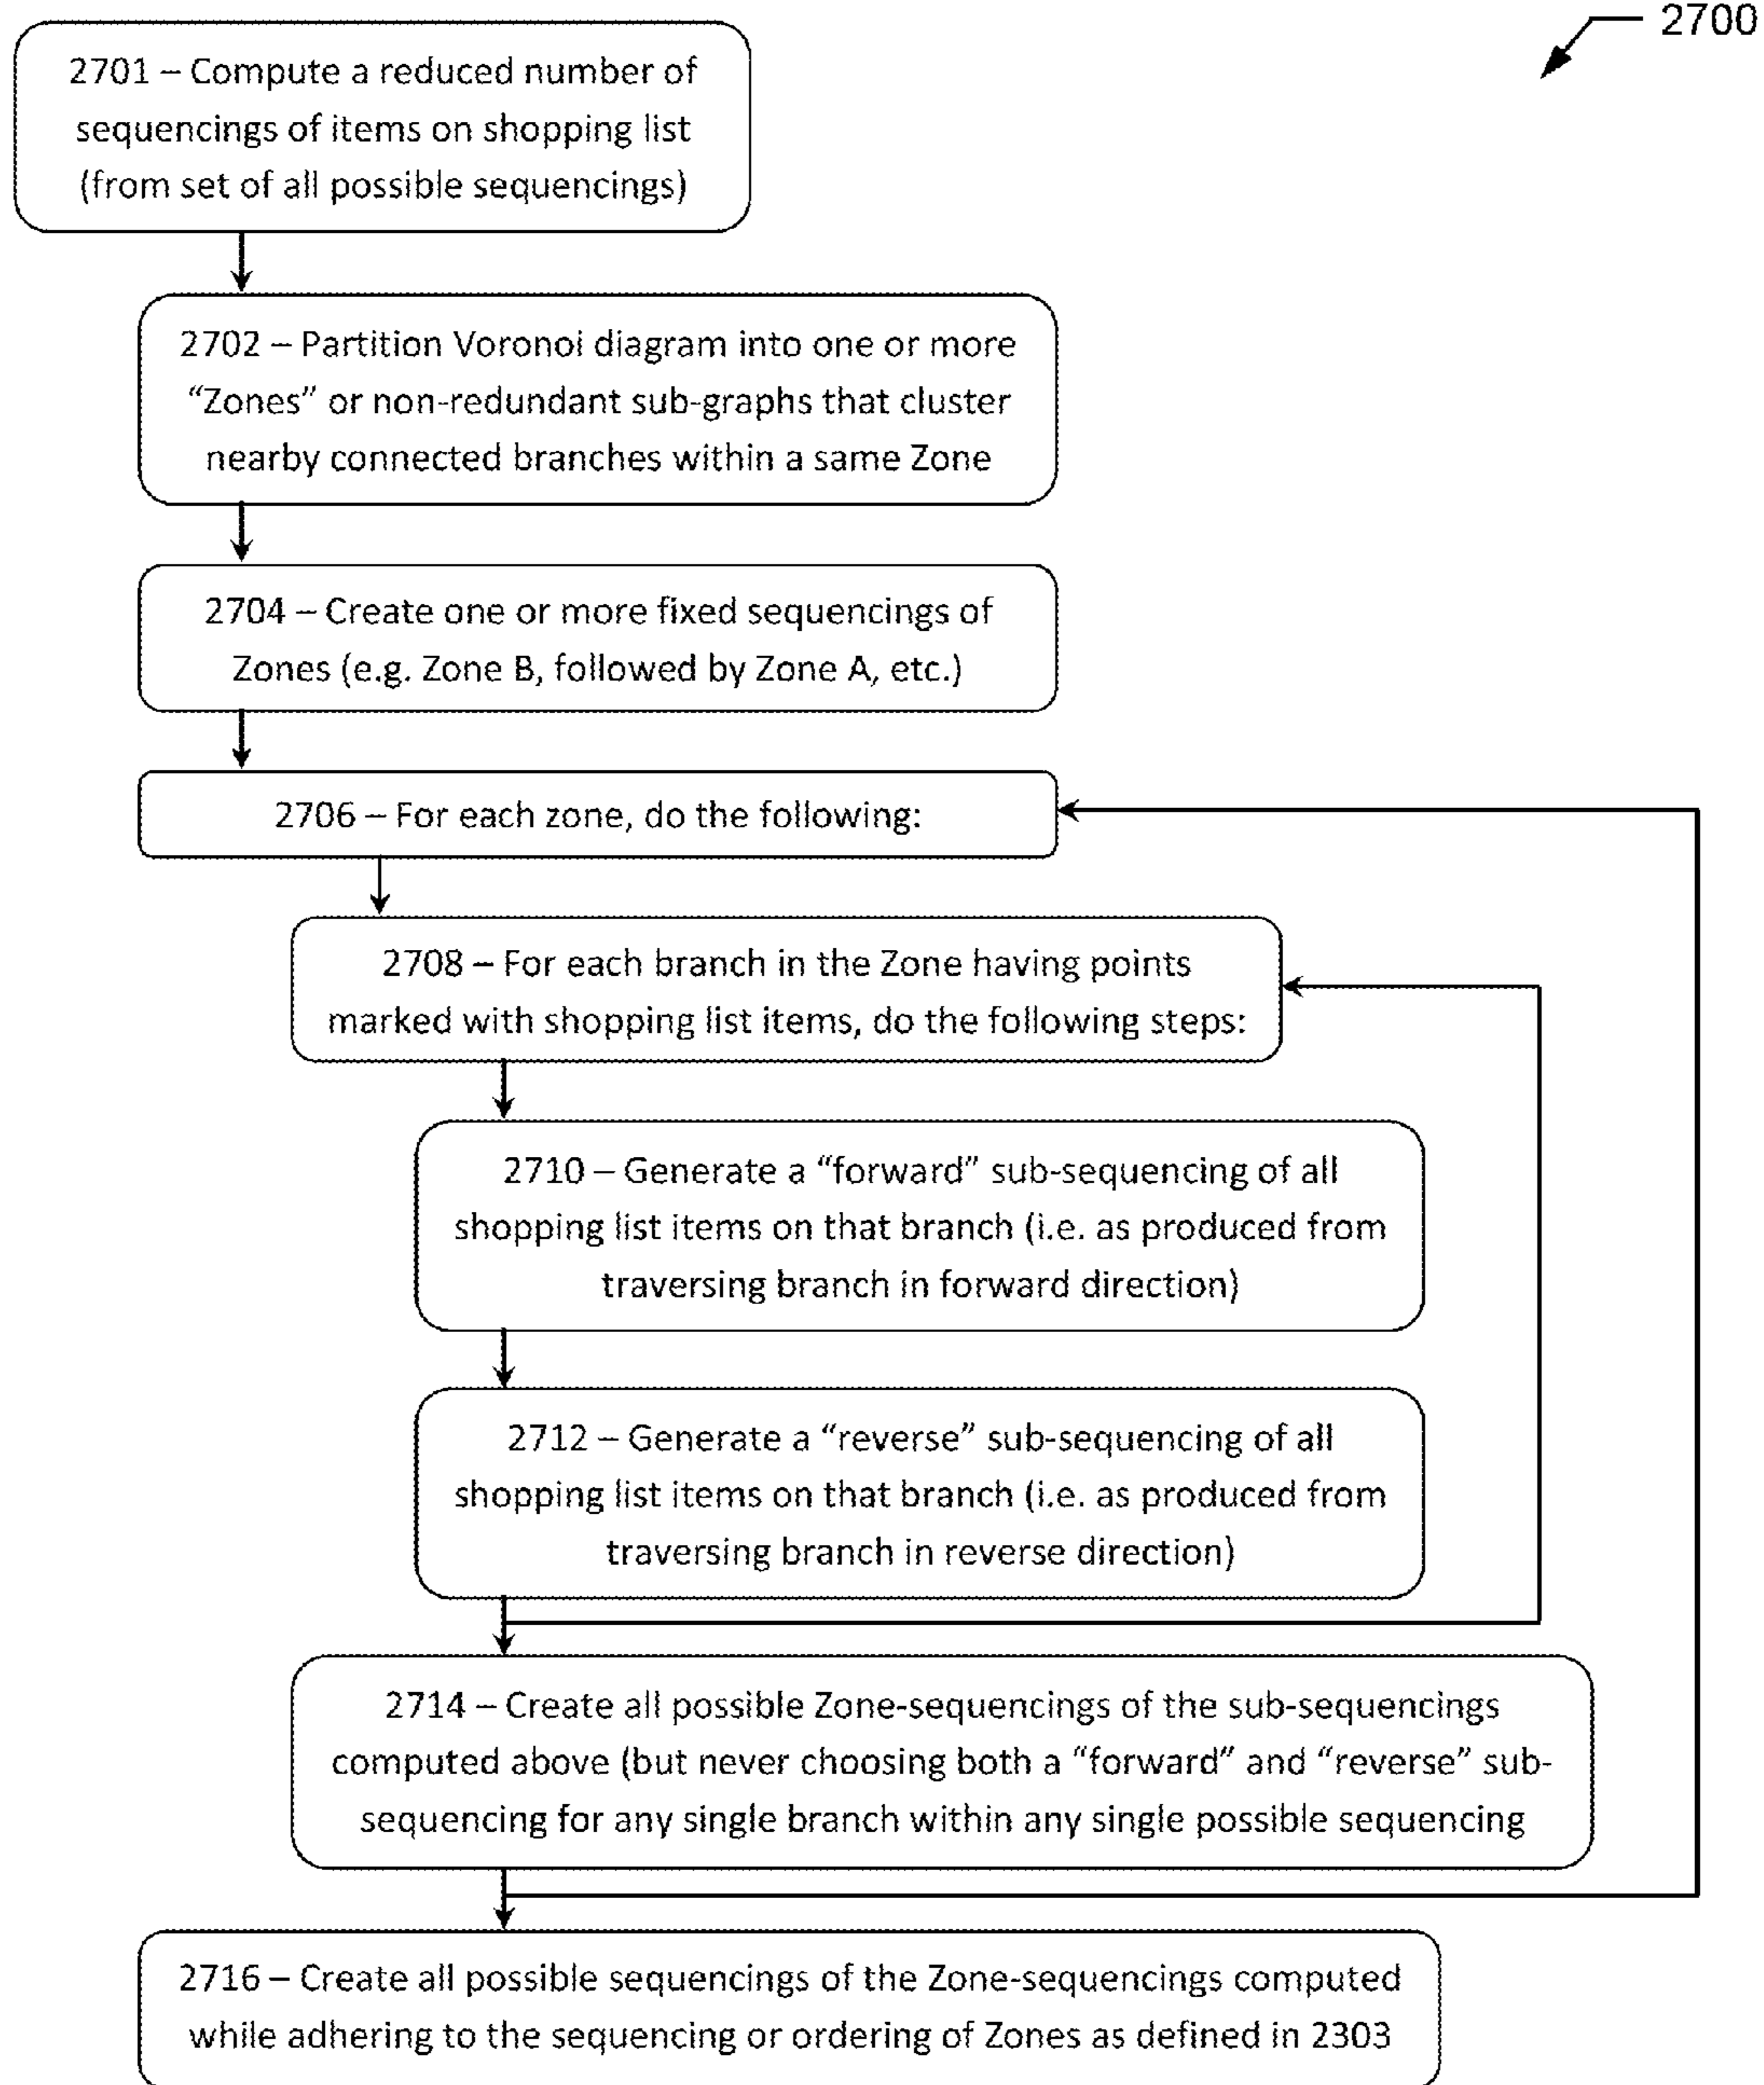 2700
2701 – Compute a reduced number of
sequencings of items on shopping list
(from set of all possible sequencings)
2702 – Partition Voronoi diagram into one or more
“Zones” or non-redundant sub-graphs that cluster
nearby connected branches within a same Zone
2704 – Create one or more fixed sequencings of
Zones (e.g. Zone B, followed by Zone A, etc.)
2706 – For each zone, do the following:
2708 – For each branch in the Zone having points
marked with shopping list items, do the following steps:
2710 – Generate a “forward” sub-sequencing of all
shopping list items on that branch (i.e. as produced from
traversing branch in forward direction)
2712 – Generate a “reverse” sub-sequencing of all
shopping list items on that branch (i.e. as produced from
traversing branch in reverse direction)
2714 – Create all possible Zone-sequencings of the sub-sequencings
computed above (but never choosing both a “forward” and “reverse” sub-
sequencing for any single branch within any single possible sequencing
2716 – Create all possible sequencings of the Zone-sequencings computed
while adhering to the sequencing or ordering of Zones as defined in 2303